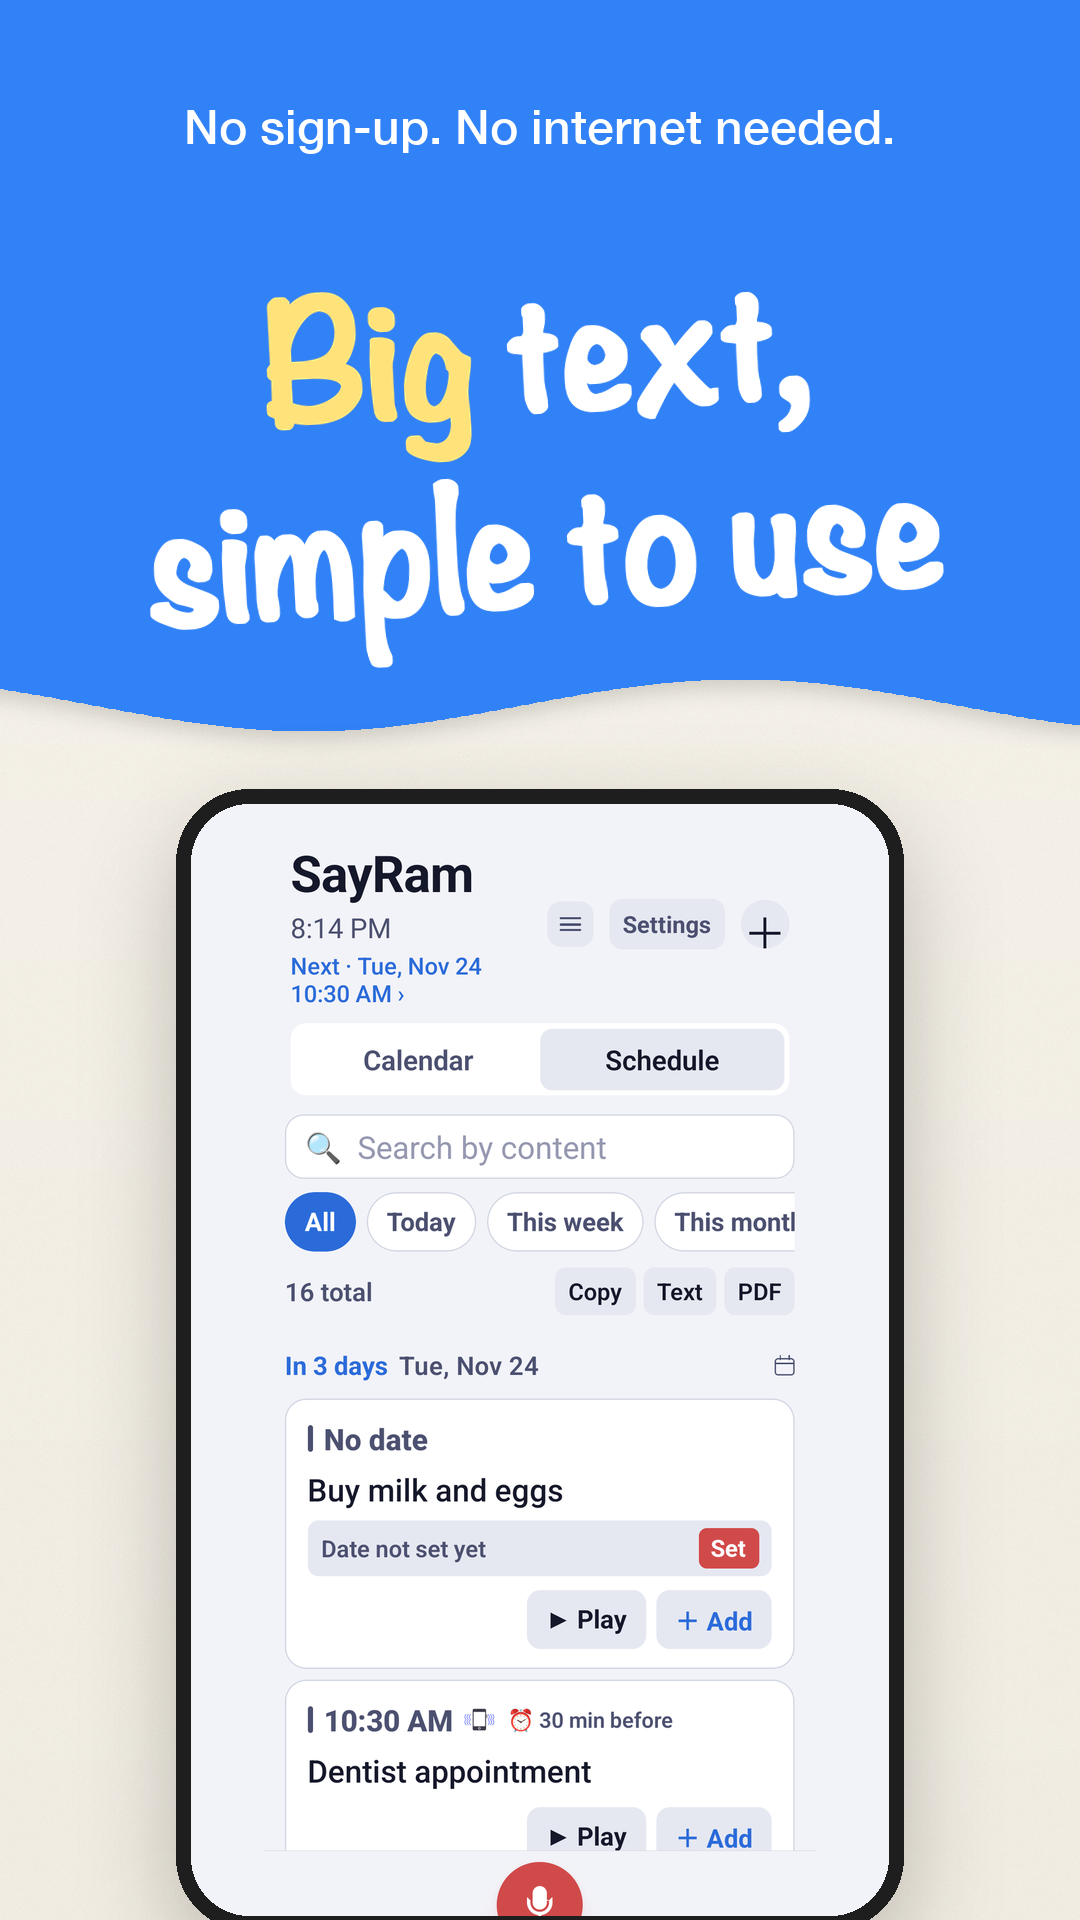 No sign-up. No internet needed.
Big text,
simple to use
SayRam
8:14 PM
Settings
Next · Tue, Nov 24
10:30 AM ›
Calendar
Schedule
Search by content
All
Today
This week
This month
16 total
Copy
Text
PDF
In 3 days Tue, Nov 24
No date
Buy milk and eggs
Date not set yet
Set
▶ Play
+ Add
10:30 AM ⏰ 30 min before
Dentist appointment
▶ Play
+ Add